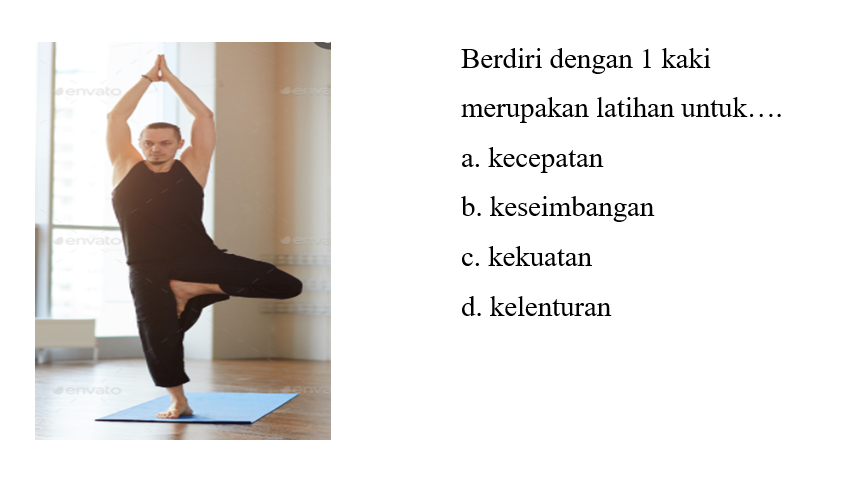 Berdiri dengan 1 kaki
merupakan latihan untuk….
a. kecepatan
b. keseimbangan
c. kekuatan
d. kelenturan
envato
envato
envato
envato
envato
envato